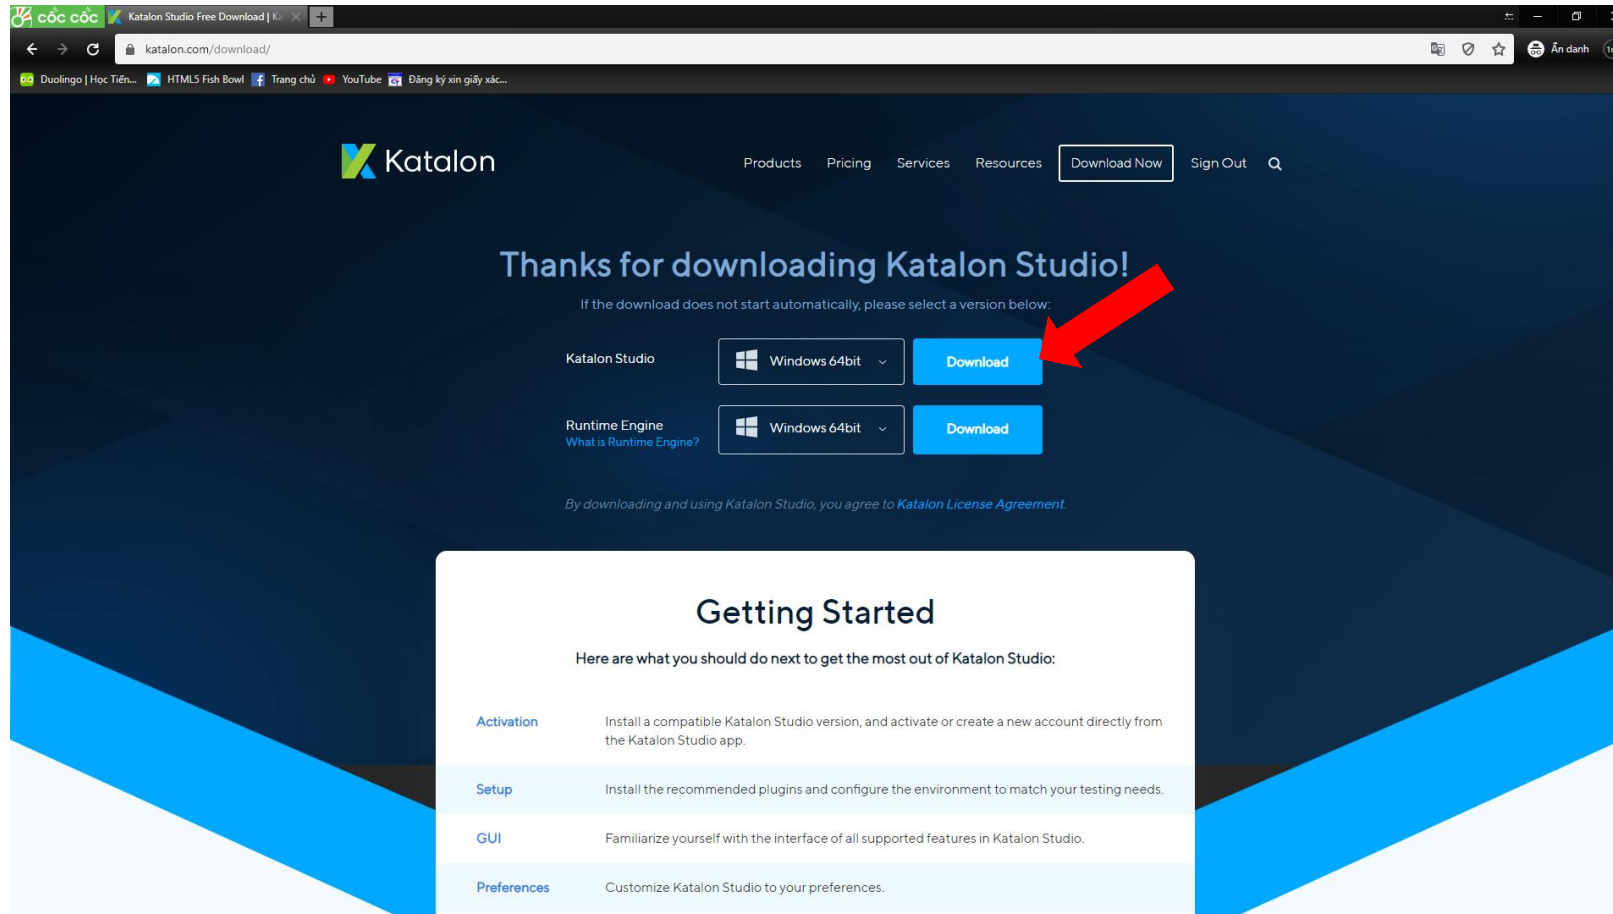 cốc cốc
Katalon Studio Free Download | Ka
katalon.com/download/
Ẩn danh
Duolingo | Học Tiến...
HTML5 Fish Bowl
Trang chủ
YouTube
Đăng ký xin giấy xác...
Katalon
Products Pricing Services Resources Download Now Sign Out
Thanks for downloading Katalon Studio!
If the download does not start automatically, please select a version below:
Katalon Studio Windows 64bit Download
Runtime Engine Windows 64bit Download
What is Runtime Engine?
By downloading and using Katalon Studio, you agree to Katalon License Agreement.
Getting Started
Here are what you should do next to get the most out of Katalon Studio:
Activation Install a compatible Katalon Studio version, and activate or create a new account directly from
the Katalon Studio app.
Setup Install the recommended plugins and configure the environment to match your testing needs.
GUI Familiarize yourself with the interface of all supported features in Katalon Studio.
Preferences Customize Katalon Studio to your preferences.